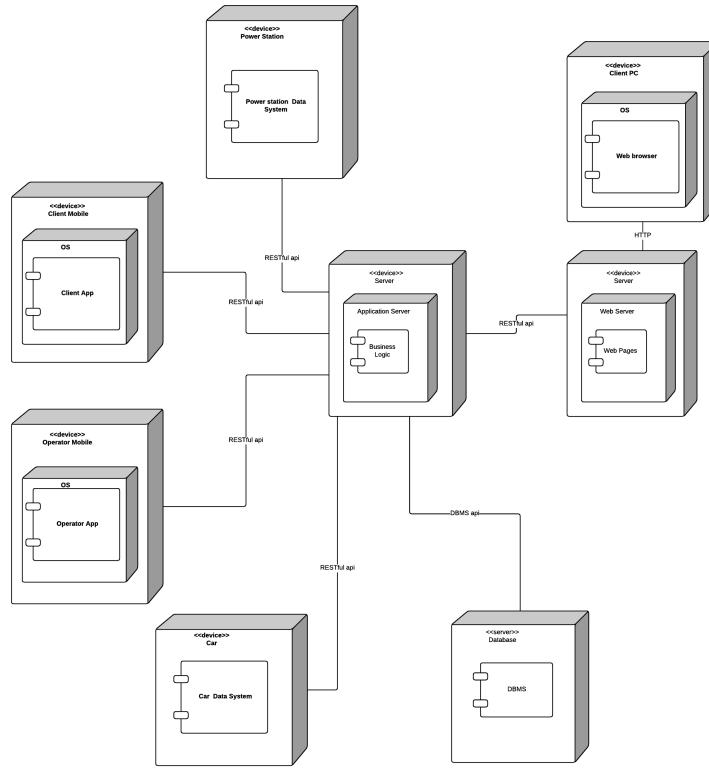 <<device>>
Power Station
Power station  Data
System
<<device>>
Client PC
OS
Web browser
<<device>>
Client Mobile
OS
Client App
HTTP
RESTful api
<<device>>
Server
Application Server
Business
Logic
<<device>>
Server
Web Server
Web Pages
RESTful api
RESTful api
<<device>>
Operator Mobile
OS
Operator App
RESTful api
DBMS api
RESTful api
<<device>>
Car
Car  Data System
<<server>>
Database
DBMS